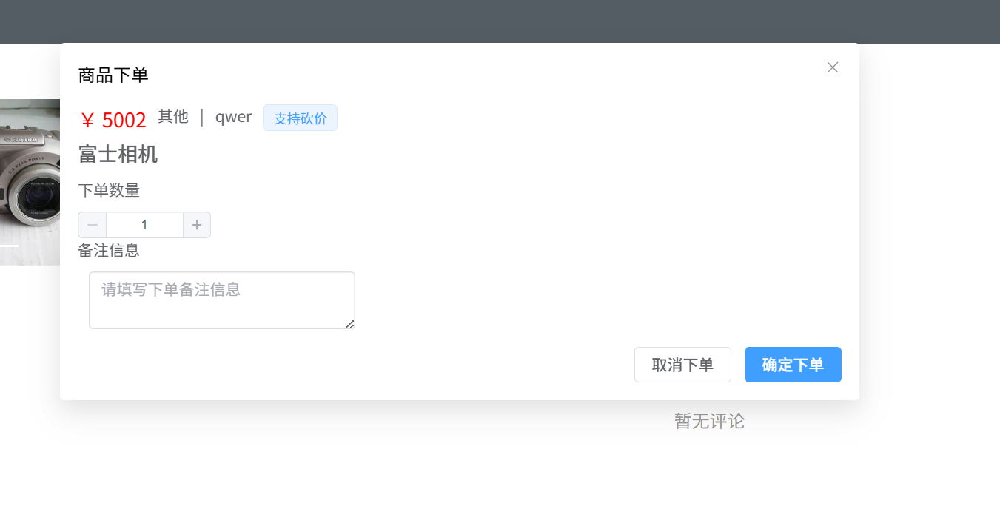 商品下单
￥ 5002 其他 | qwer 支持砍价
富士相机
下单数量
1
备注信息
请填写下单备注信息
取消下单 确定下单
暂无评论